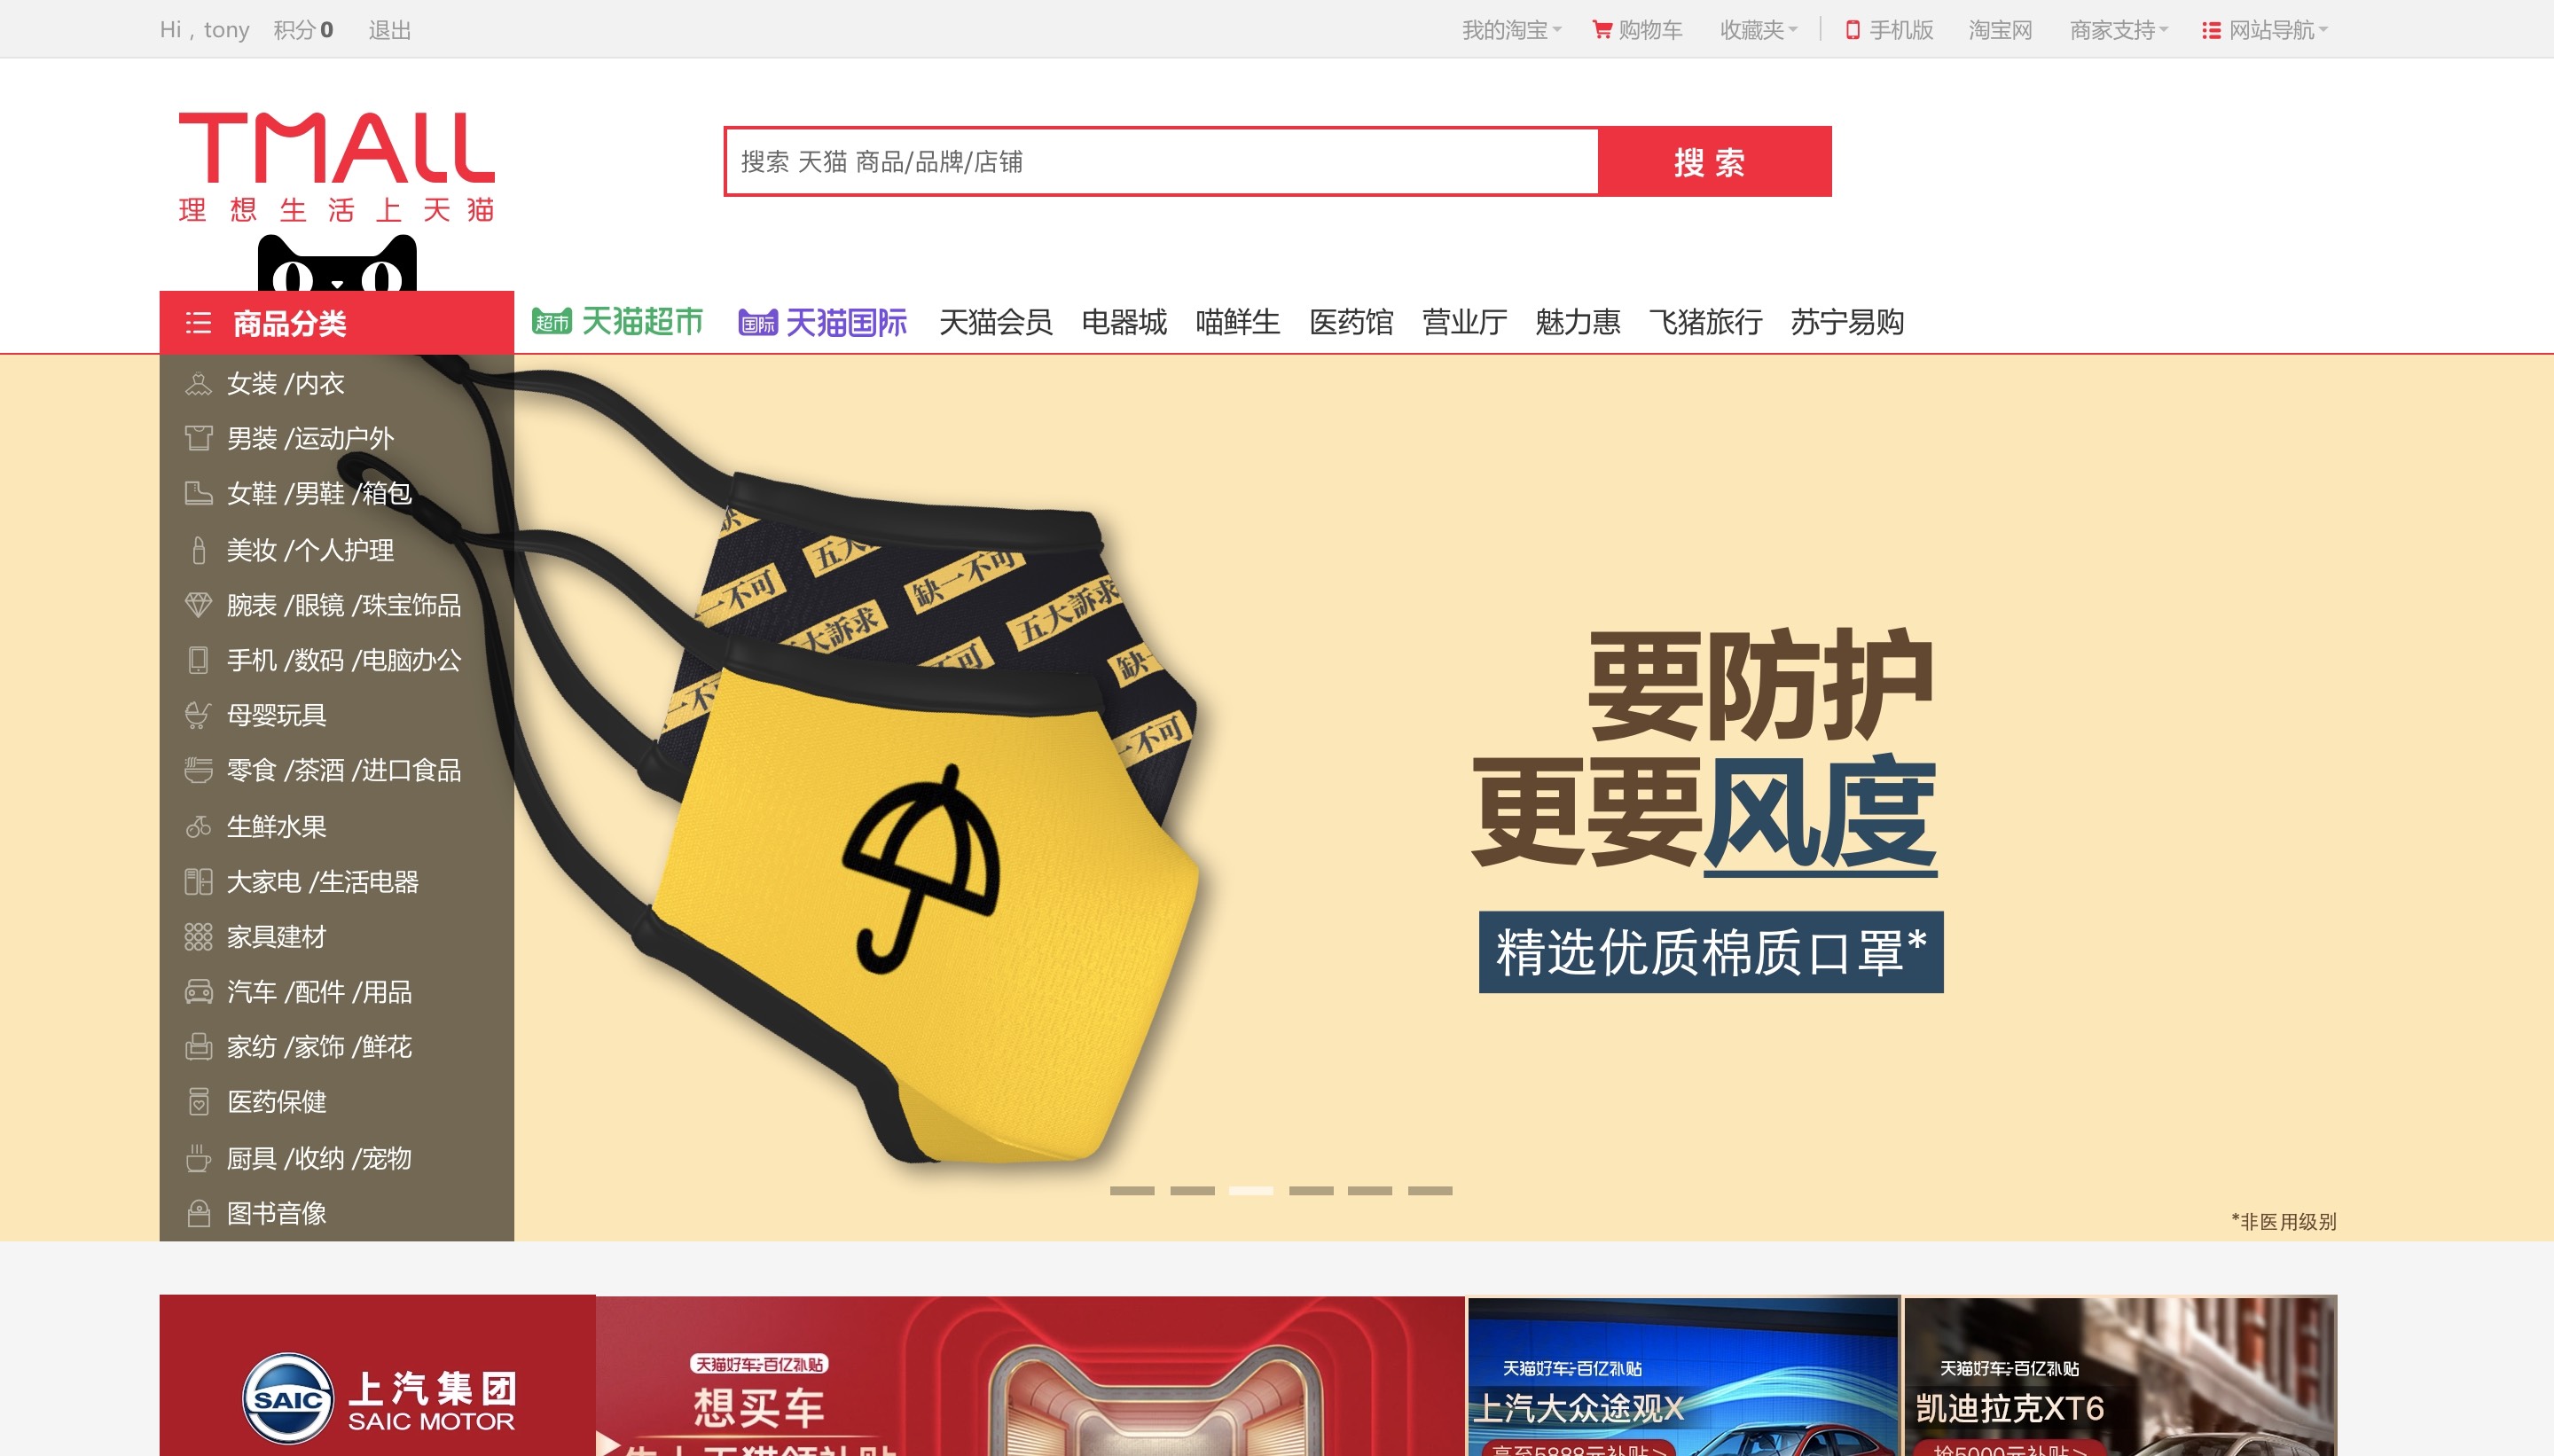 Hi，tony 积分0 退出 我的淘宝 购物车 收藏夹 手机版 淘宝网 商家支持 网站导航
TMALL
理想生活上天猫
搜索 天猫 商品/品牌/店铺 搜 索
商品分类 超市 天猫超市 国际 天猫国际 天猫会员 电器城 喵鲜生 医药馆 营业厅 魅力惠 飞猪旅行 苏宁易购
女装 /内衣
男装 /运动户外
女鞋 /男鞋 /箱包
美妆 /个人护理
腕表 /眼镜 /珠宝饰品
手机 /数码 /电脑办公
母婴玩具
零食 /茶酒 /进口食品
生鲜水果
大家电 /生活电器
家具建材
汽车 /配件 /用品
家纺 /家饰 /鲜花
医药保健
厨具 /收纳 /宠物
图书音像
缺
五大
一不可
缺一不可
大訴求
五大訴求
不可
缺一
一不
一不可
要防护
更要风度
精选优质棉质口罩*
*非医用级别
SAIC
上汽集团
SAIC MOTOR
天猫好车·百亿补贴
想买车
先上天猫领补贴
天猫好车·百亿补贴
上汽大众途观X
高至5888元补贴>
天猫好车·百亿补贴
凯迪拉克XT6
抢5000元补贴>